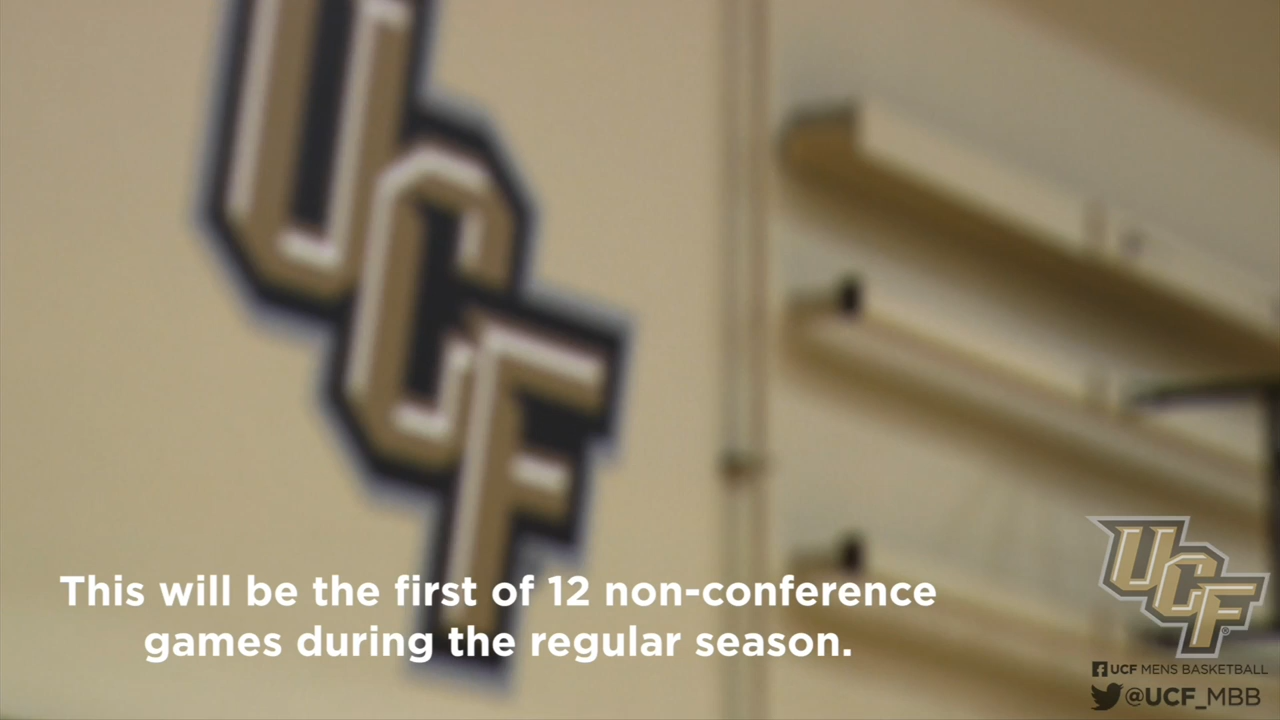 UCF
This will be the first of 12 non-conference
games during the regular season.
UCF
UCF MENS BASKETBALL
@UCF_MBB